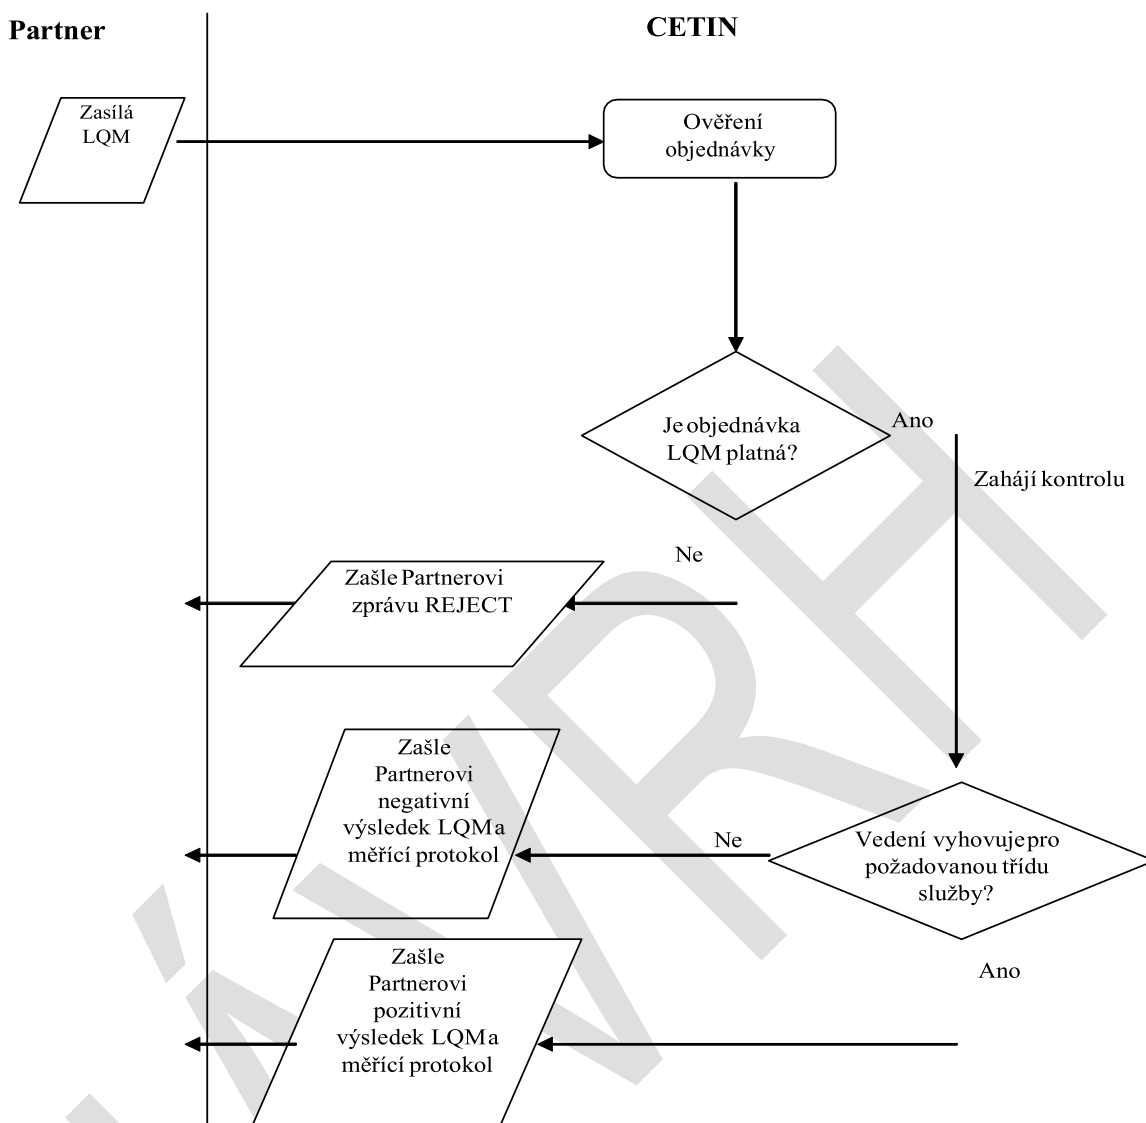 Partner
CETIN
Zasílá
LQM
Ověření
objednávky
Je objednávka
LQM platná?
Ano
Zahájí kontrolu
Ne
Zašle Partnerovi
zprávu REJECT
Zašle
Partnerovi
negativní
výsledek LQM a
měřící protokol
Ne
Vedení vyhovuje pro
požadovanou třídu
služby?
Zašle
Partnerovi
pozitivní
výsledek LQM a
měřící protokol
Ano
ÁVRH